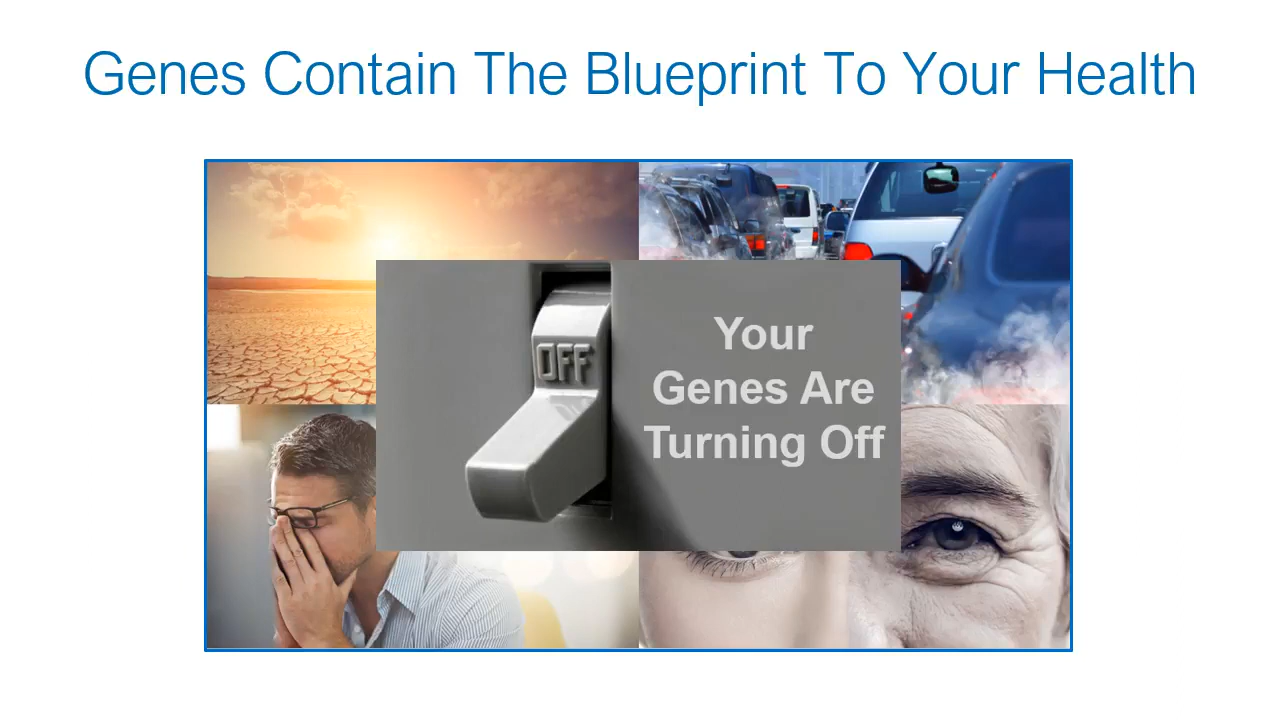 Genes Contain The Blueprint To Your Health
OFF
Your
Genes Are
Turning Off